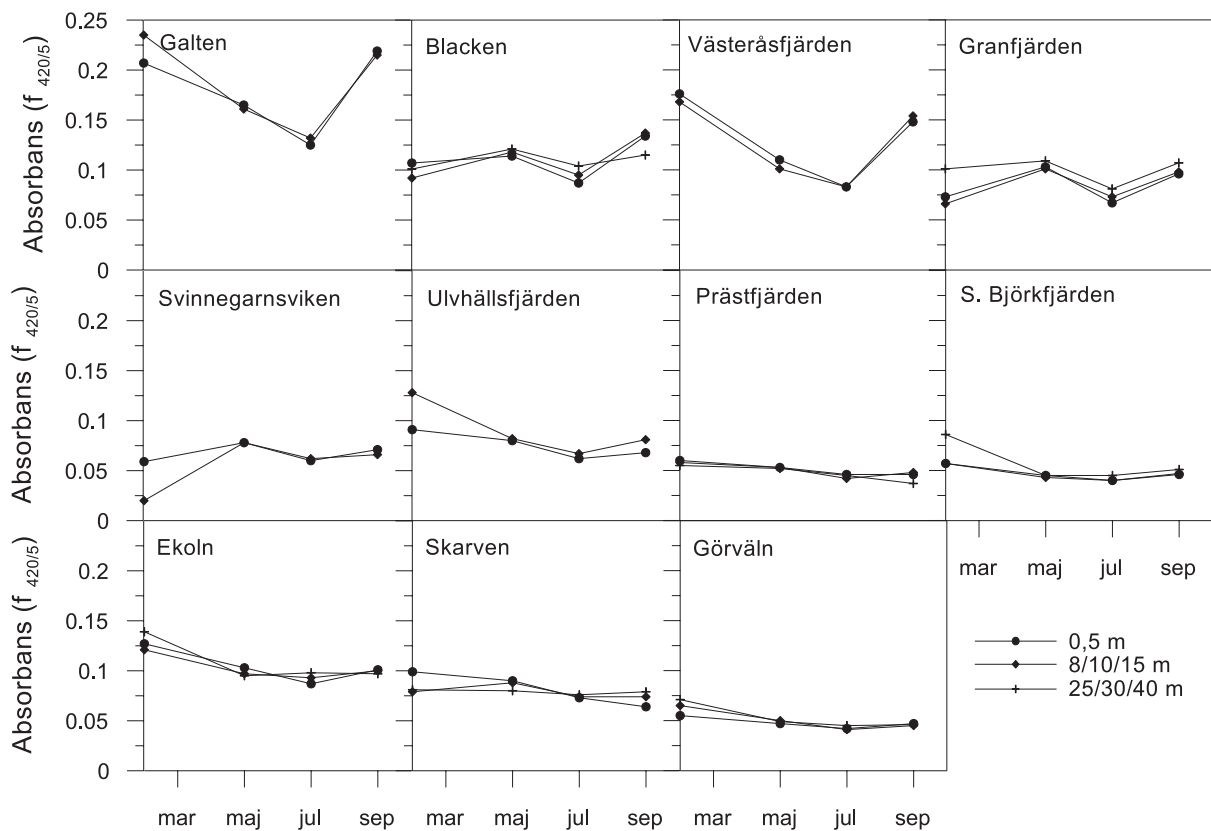 Absorbans (f 420/5)
0.25
0.2
0.15
0.1
0.05
0
Galten
Blacken
Västeråsfjärden
Granfjärden
Absorbans (f 420/5)
0.2
0.15
0.1
0.05
0
Svinnegarnsviken
Ulvhällsfjärden
Prästfjärden
S. Björkfjärden
mar maj jul sep
Absorbans (f 420/5)
0.2
0.15
0.1
0.05
0
Ekoln
Skarven
Görväln
mar maj jul sep
mar maj jul sep
mar maj jul sep
0,5 m
8/10/15 m
25/30/40 m